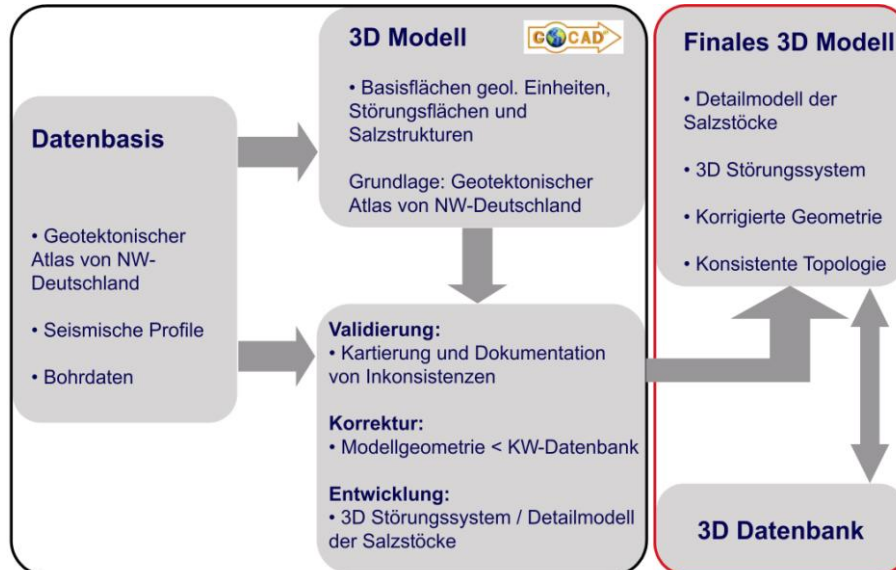 Datenbasis
• Geotektonischer
Atlas von NW-
Deutschland
• Seismische Profile
• Bohrdaten
3D Modell
GOCAD
• Basisflächen geol. Einheiten,
Störungsflächen und
Salzstrukturen
Grundlage: Geotektonischer
Atlas von NW-Deutschland
Validierung:
• Kartierung und Dokumentation
von Inkonsistenzen
Korrektur:
• Modellgeometrie < KW-Datenbank
Entwicklung:
• 3D Störungssystem / Detailmodell
der Salzstöcke
Finales 3D Modell
• Detailmodell der
Salzstöcke
• 3D Störungssystem
• Korrigierte Geometrie
• Konsistente Topologie
3D Datenbank